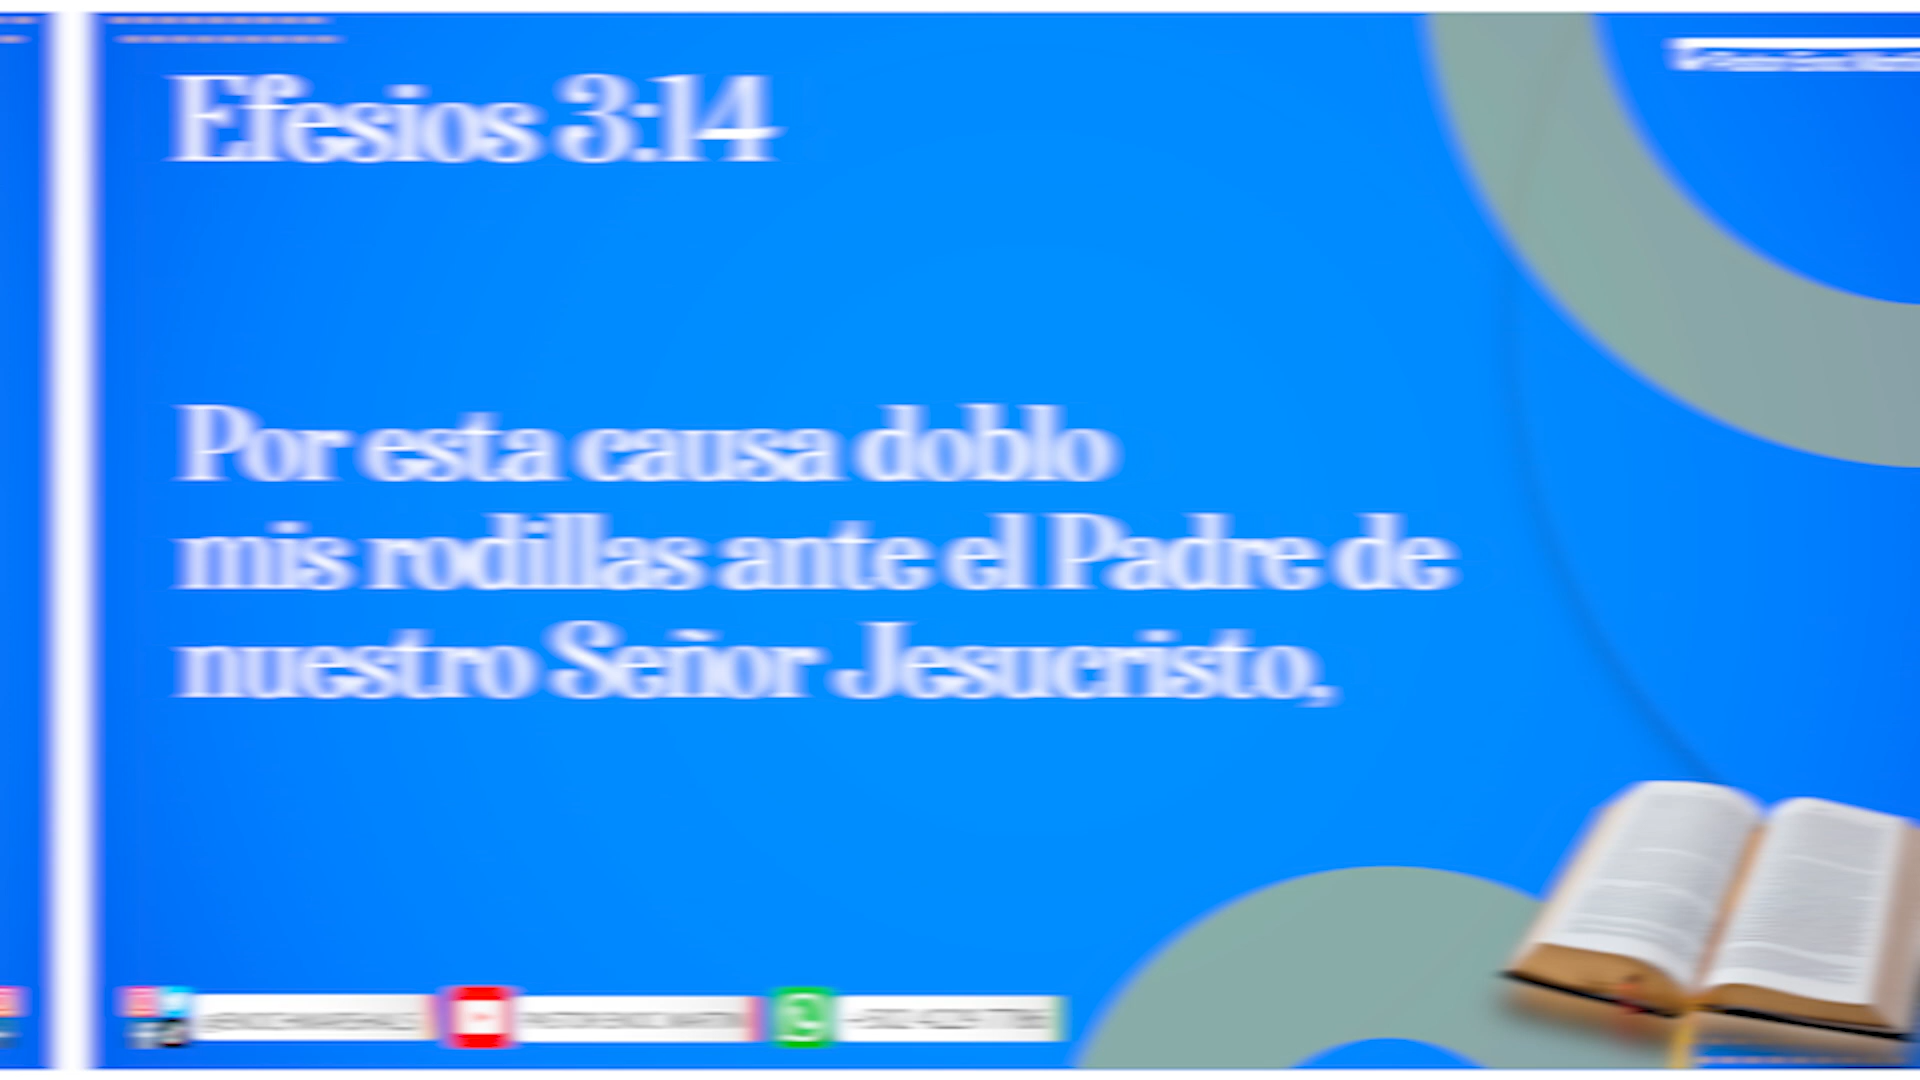 Efesios 3:14
Por esta causa doblo
mis rodillas ante el Padre de
nuestro Señor Jesucristo,